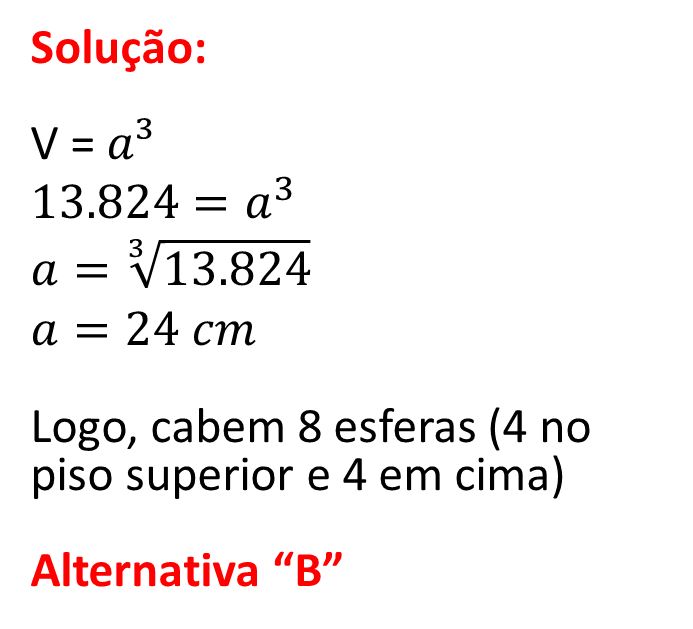 Solução:
V = a³
13.824 = a³
a = ∛13.824
a = 24 cm
Logo, cabem 8 esferas (4 no
piso superior e 4 em cima)
Alternativa “B”